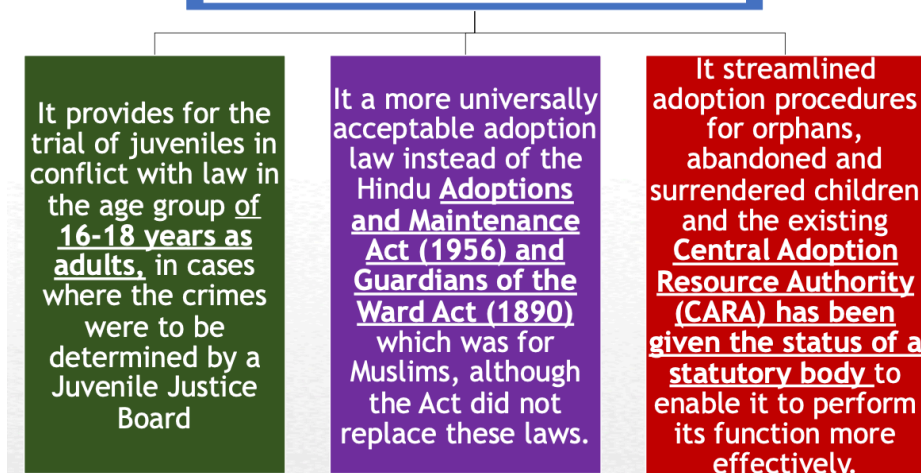 It provides for the
trial of juveniles in
conflict with law in
the age group of
16-18 years as
adults, in cases
where the crimes
were to be
determined by a
Juvenile Justice
Board
It a more universally
acceptable adoption
law instead of the
Hindu Adoptions
and Maintenance
Act (1956) and
Guardians of the
Ward Act (1890)
which was for
Muslims, although
the Act did not
replace these laws.
It streamlined
adoption procedures
for orphans,
abandoned and
surrendered children
and the existing
Central Adoption
Resource Authority
(CARA) has been
given the status of a
statutory body to
enable it to perform
its function more
effectively.